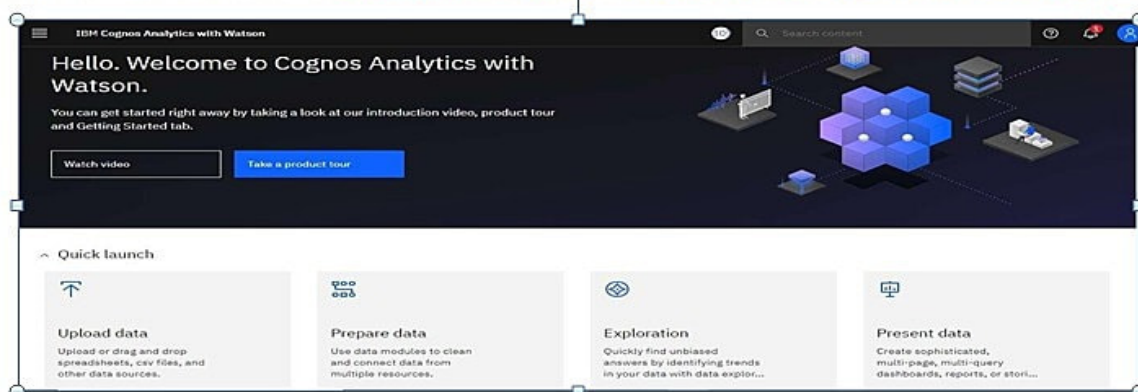 IBM Cognos Analytics with Watson
Search content
Hello. Welcome to Cognos Analytics with
Watson.
You can get started right away by taking a look at our introduction video, product tour
and Getting Started tab.
Watch video
Take a product tour
Quick launch
Upload data
Upload or drag and drop
spreadsheets, csv files, and
other data sources.
Prepare data
Use data modules to clean
and connect data from
multiple resources.
Exploration
Quickly find unbiased
answers by identifying trends
in your data with data explor...
Present data
Create sophisticated,
multi-page, multi-query
dashboards, reports, or stori...